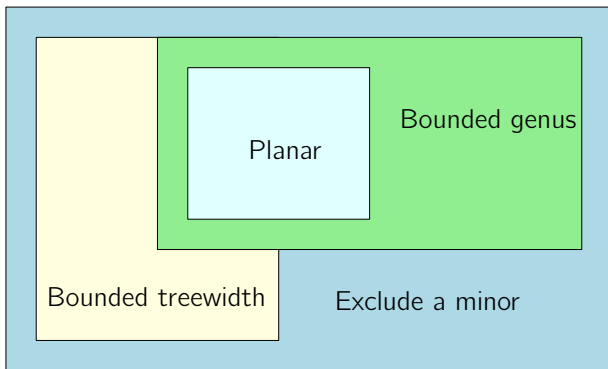 Bounded genus
Planar
Bounded treewidth
Exclude a minor